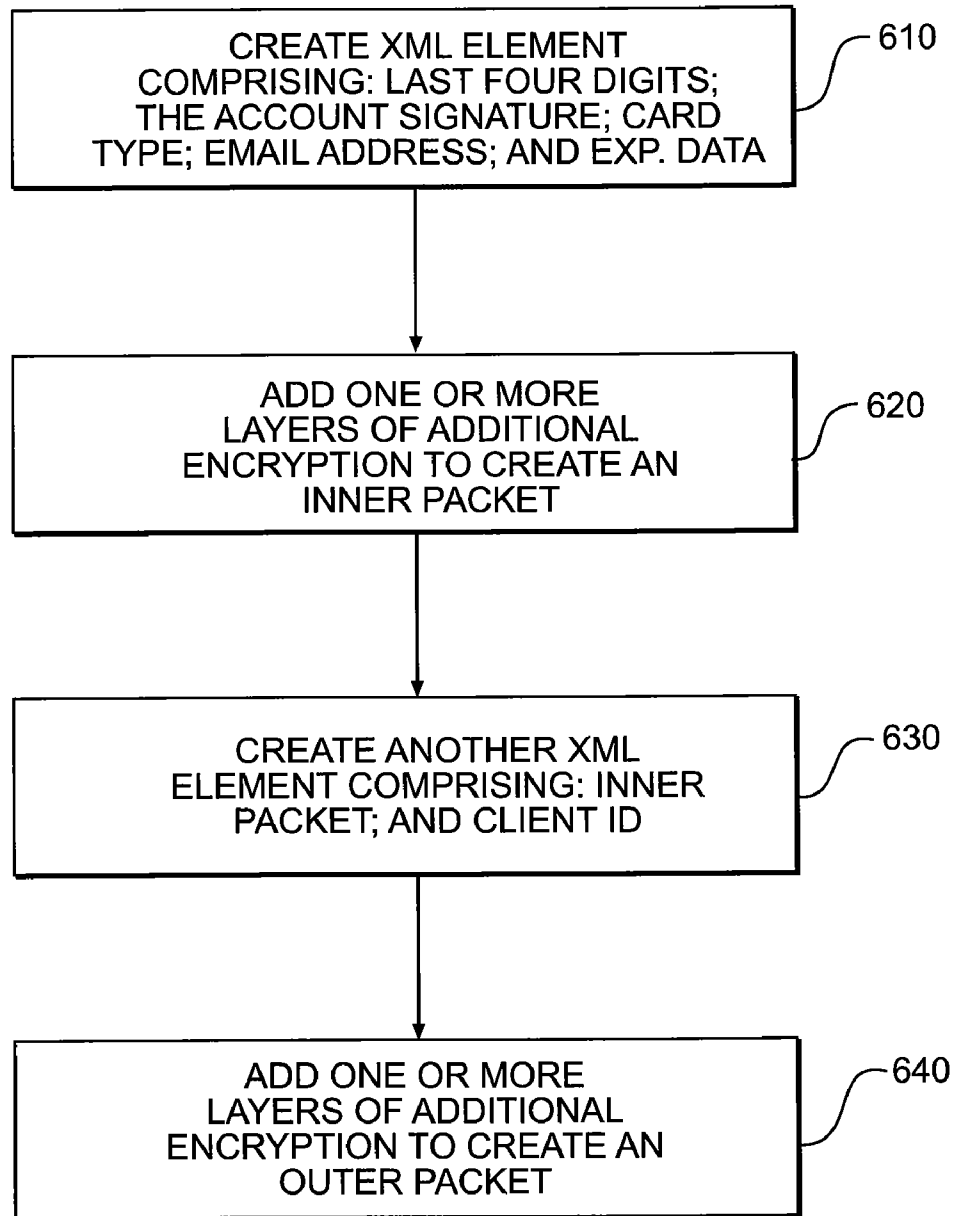 CREATE XML ELEMENT
COMPRISING: LAST FOUR DIGITS;
THE ACCOUNT SIGNATURE; CARD
TYPE; EMAIL ADDRESS; AND EXP. DATA
610
ADD ONE OR MORE
LAYERS OF ADDITIONAL
ENCRYPTION TO CREATE AN
INNER PACKET
620
CREATE ANOTHER XML
ELEMENT COMPRISING: INNER
PACKET; AND CLIENT ID
630
ADD ONE OR MORE
LAYERS OF ADDITIONAL
ENCRYPTION TO CREATE AN
OUTER PACKET
640